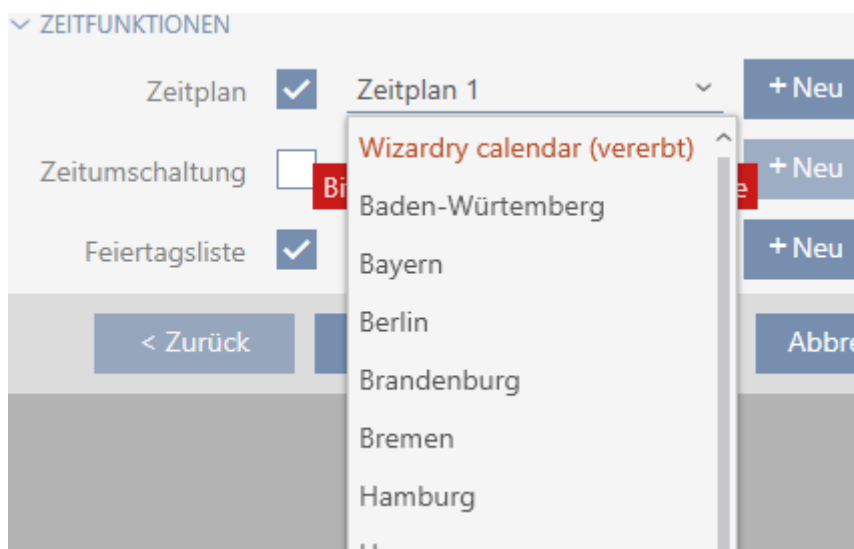 ZEITFUNKTIONEN
Zeitplan Zeitplan 1 + Neu
Wizardry calendar (vererbt)
Zeitumschaltung + Neu
Baden-Würtemberg
Feiertagsliste + Neu
Bayern
Berlin
< Zurück
Brandenburg
Bremen
Hamburg